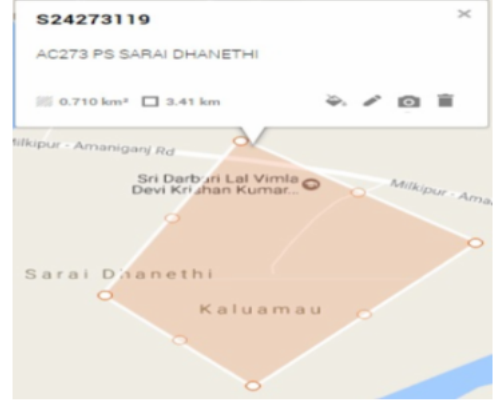 S24273119
AC273 PS SARAI DHANETHI
0.710 km² 3.41 km
Milkipur - Amaniganj Rd
Sri Darbari Lal Vimla
Devi Krishan Kumar...
Milkipur - Ama
Sarai Dhanethi
Kaluamau